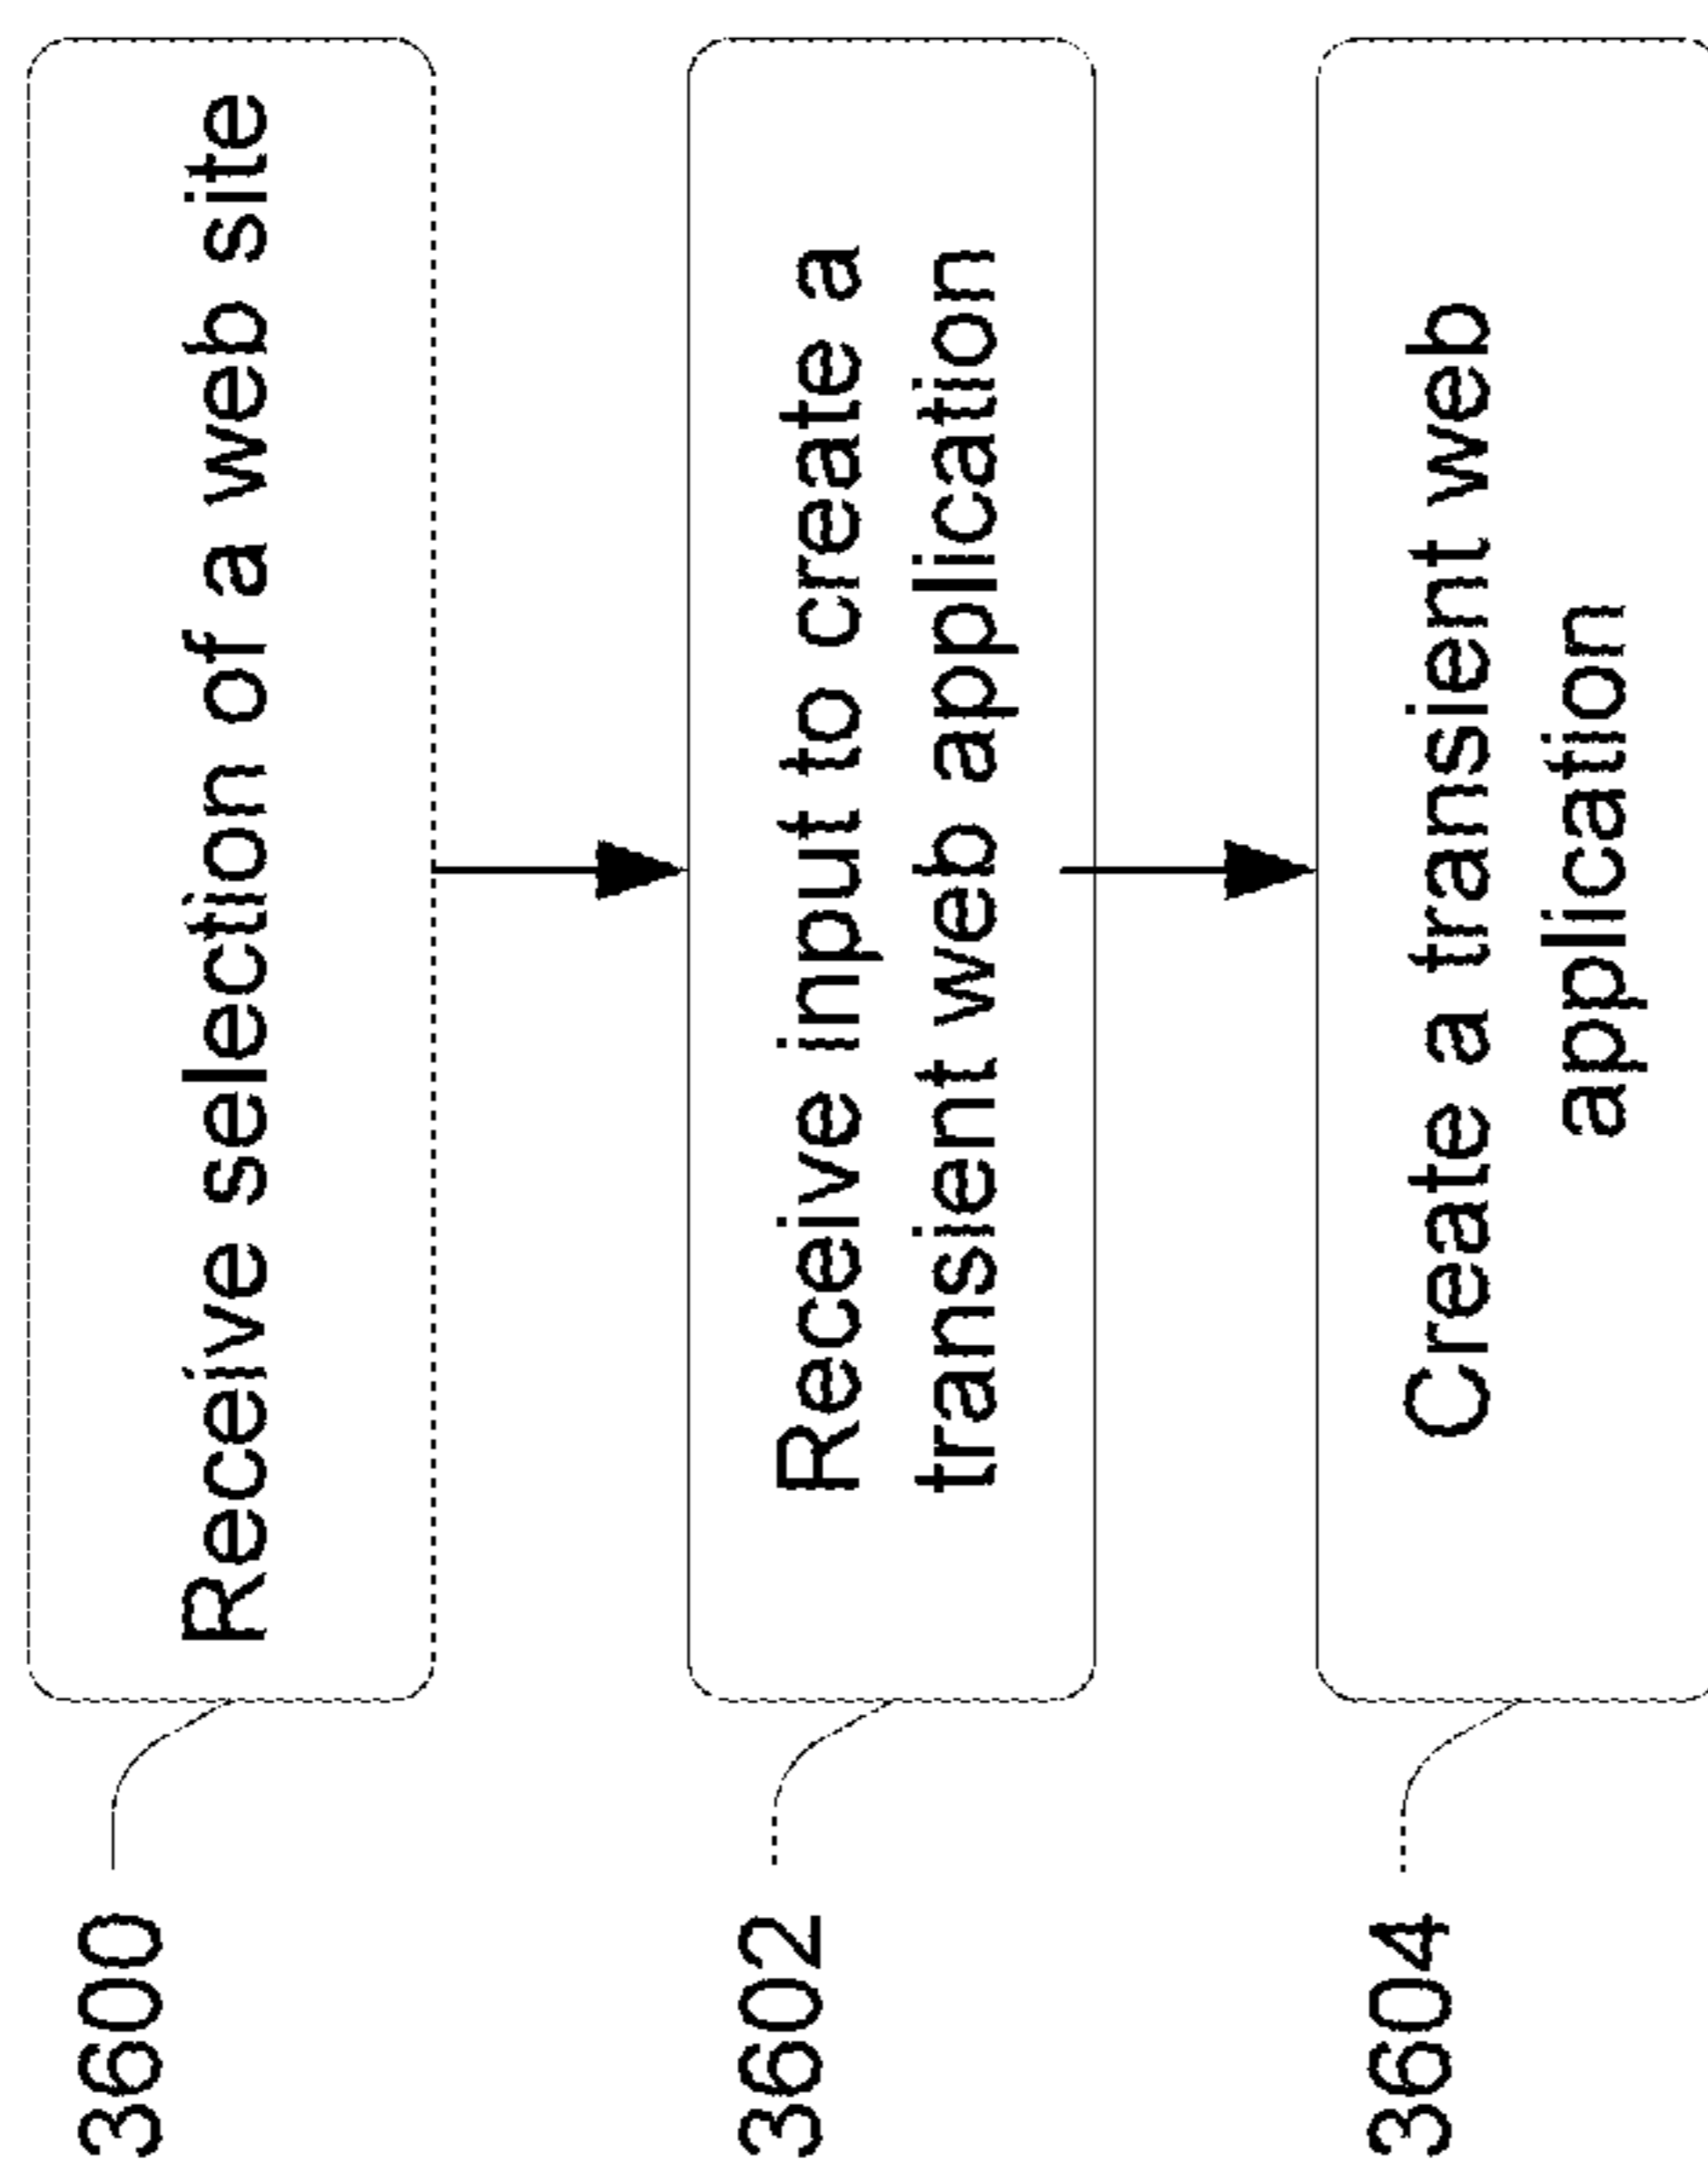 3600
Receive selection of a web site
3602
Receive input to create a
transient web application
3604
Create a transient web
application